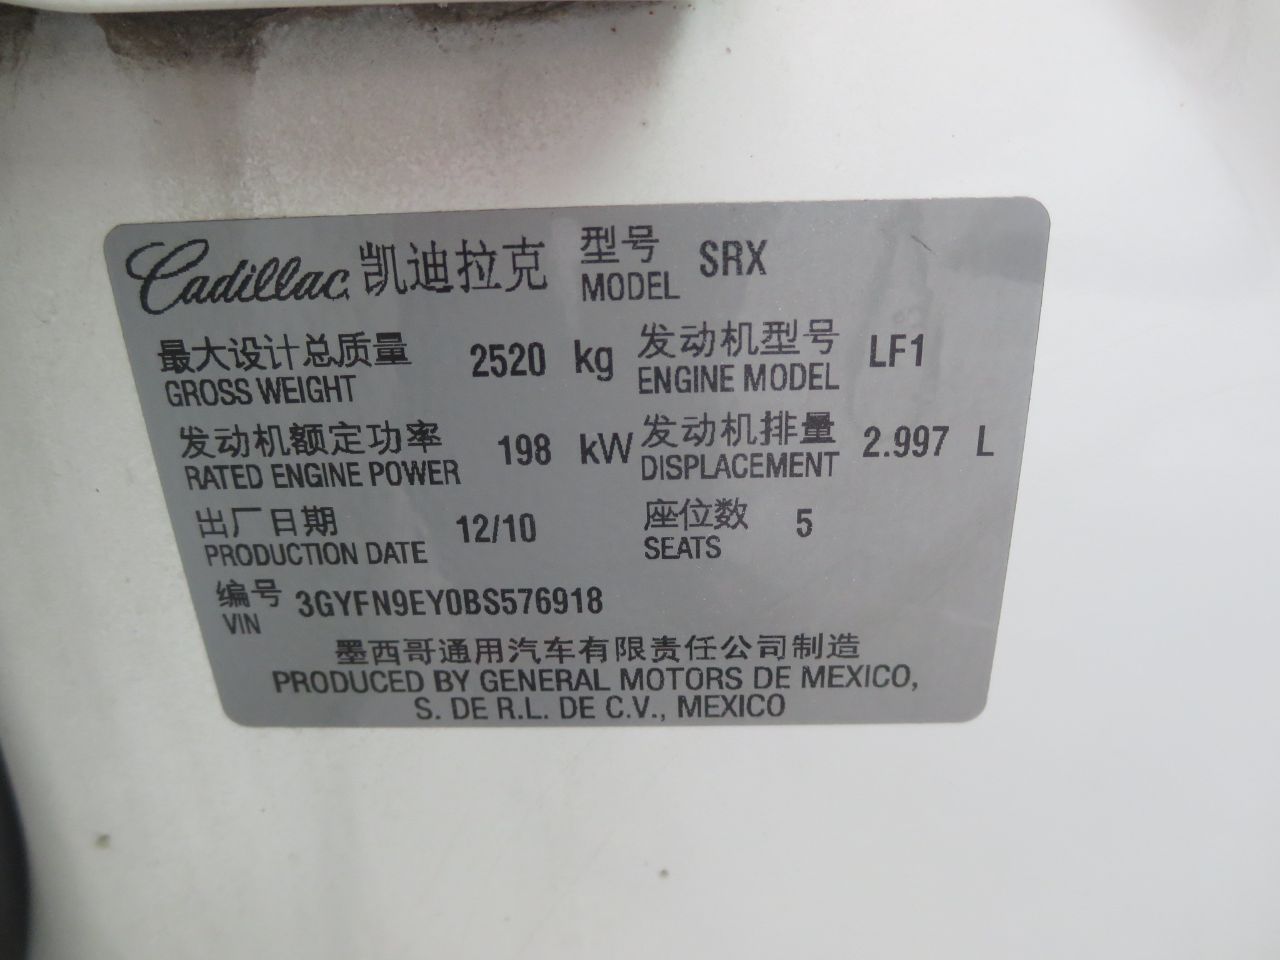 Cadillac 凯迪拉克 型号 MODEL SRX
最大设计总质量 GROSS WEIGHT 2520 kg 发动机型号 ENGINE MODEL LF1
发动机额定功率 RATED ENGINE POWER 198 kW 发动机排量 DISPLACEMENT 2.997 L
出厂日期 PRODUCTION DATE 12/10 座位数 SEATS 5
编号 VIN 3GYFN9EY0BS576918
墨西哥通用汽车有限责任公司制造
PRODUCED BY GENERAL MOTORS DE MEXICO,
S. DE R.L. DE C.V., MEXICO